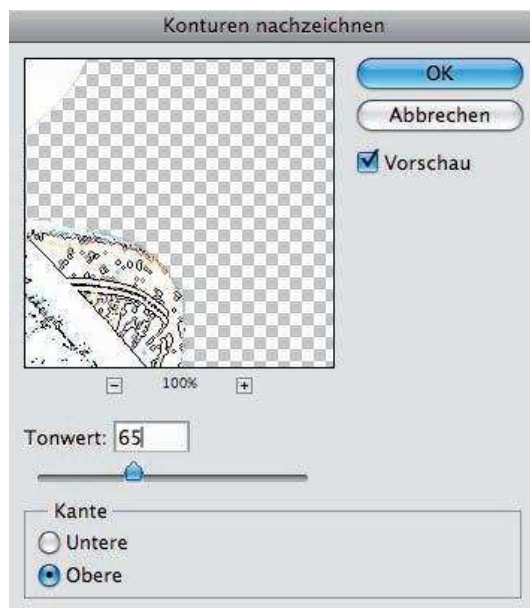 Konturen nachzeichnen
OK
Abbrechen
Vorschau
100%
Tonwert: 65
Kante
Untere
Obere